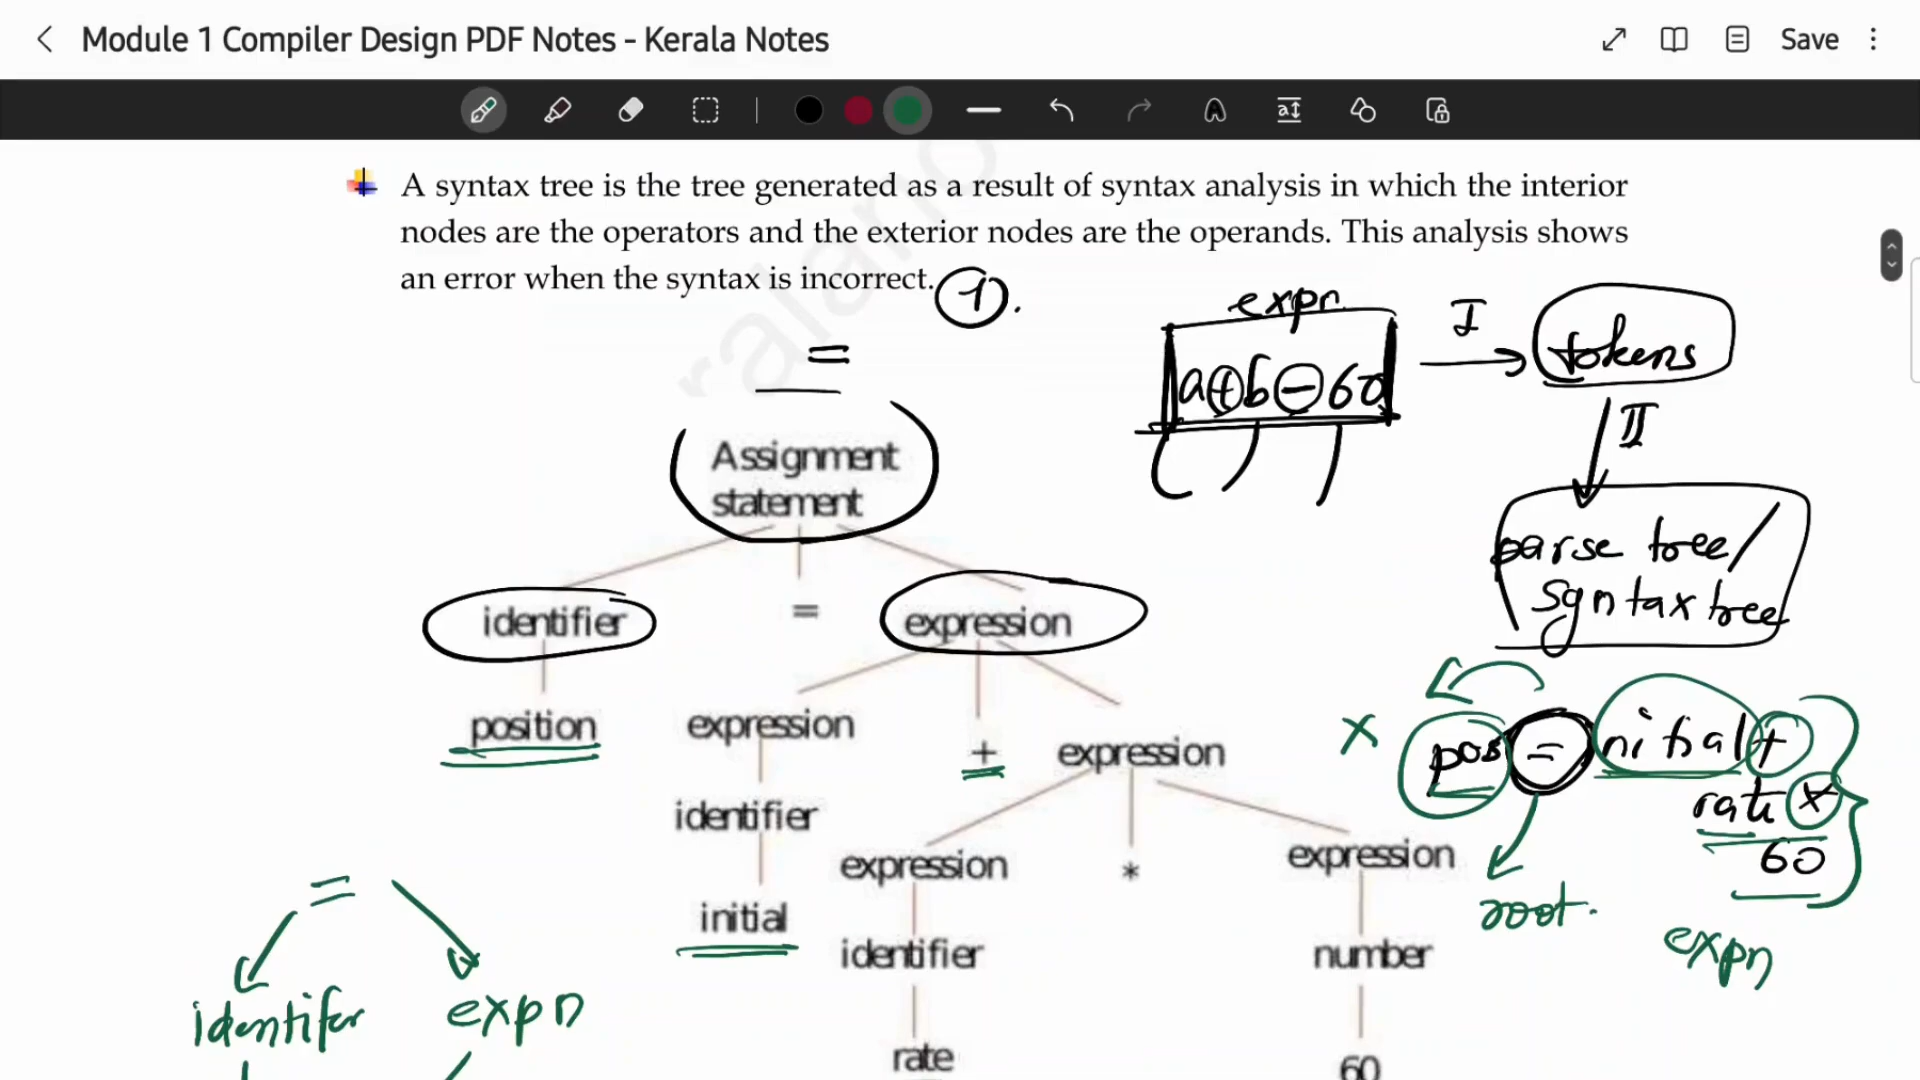 Module 1 Compiler Design PDF Notes - Kerala Notes
Save
A syntax tree is the tree generated as a result of syntax analysis in which the interior
nodes are the operators and the exterior nodes are the operands. This analysis shows
an error when the syntax is incorrect.
1.
expn
a+b-60
I
tokens
II
parse tree/
syntax tree
=
Assignment
statement
identifier = expression
position
expression + expression
identifier
initial
expression * expression
identifier
number
rate
60
x pos = nitial +
rate *
60
root.
expn
=
identifer expn